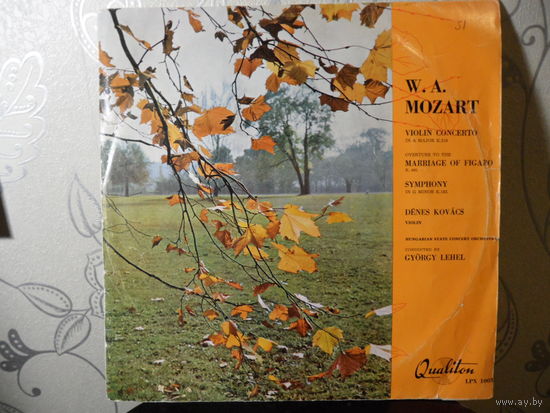 51
W. A.
MOZART
VIOLIN CONCERTO
IN A MAJOR K.219
OVERTURE TO THE
MARRIAGE OF FIGARO
K. 492
SYMPHONY
IN G MINOR K.183
DÉNES KOVÁCS
VIOLIN
HUNGARIAN STATE CONCERT ORCHESTRA
CONDUCTED BY
GYÖRGY LEHEL
Qualiton
www.ay.by